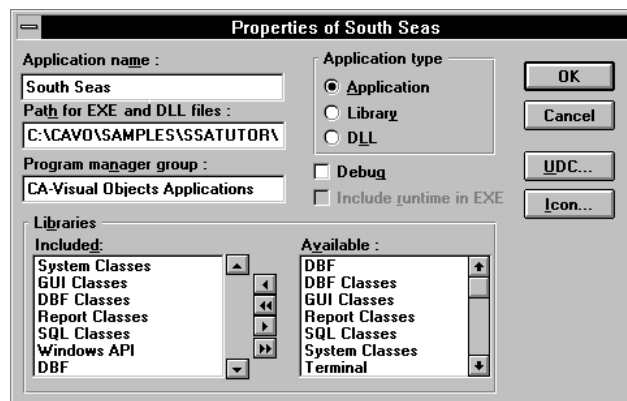 Properties of South Seas
Application name :
South Seas
Path for EXE and DLL files :
C:\CAVO\SAMPLES\SSATUTOR\
Program manager group :
CA-Visual Objects Applications
Application type
Application
Library
DLL
Debug
Include runtime in EXE
OK
Cancel
UDC...
Icon...
Libraries
Included:
System Classes
GUI Classes
DBF Classes
Report Classes
SQL Classes
Windows API
DBF
Available :
DBF
DBF Classes
GUI Classes
Report Classes
SQL Classes
System Classes
Terminal